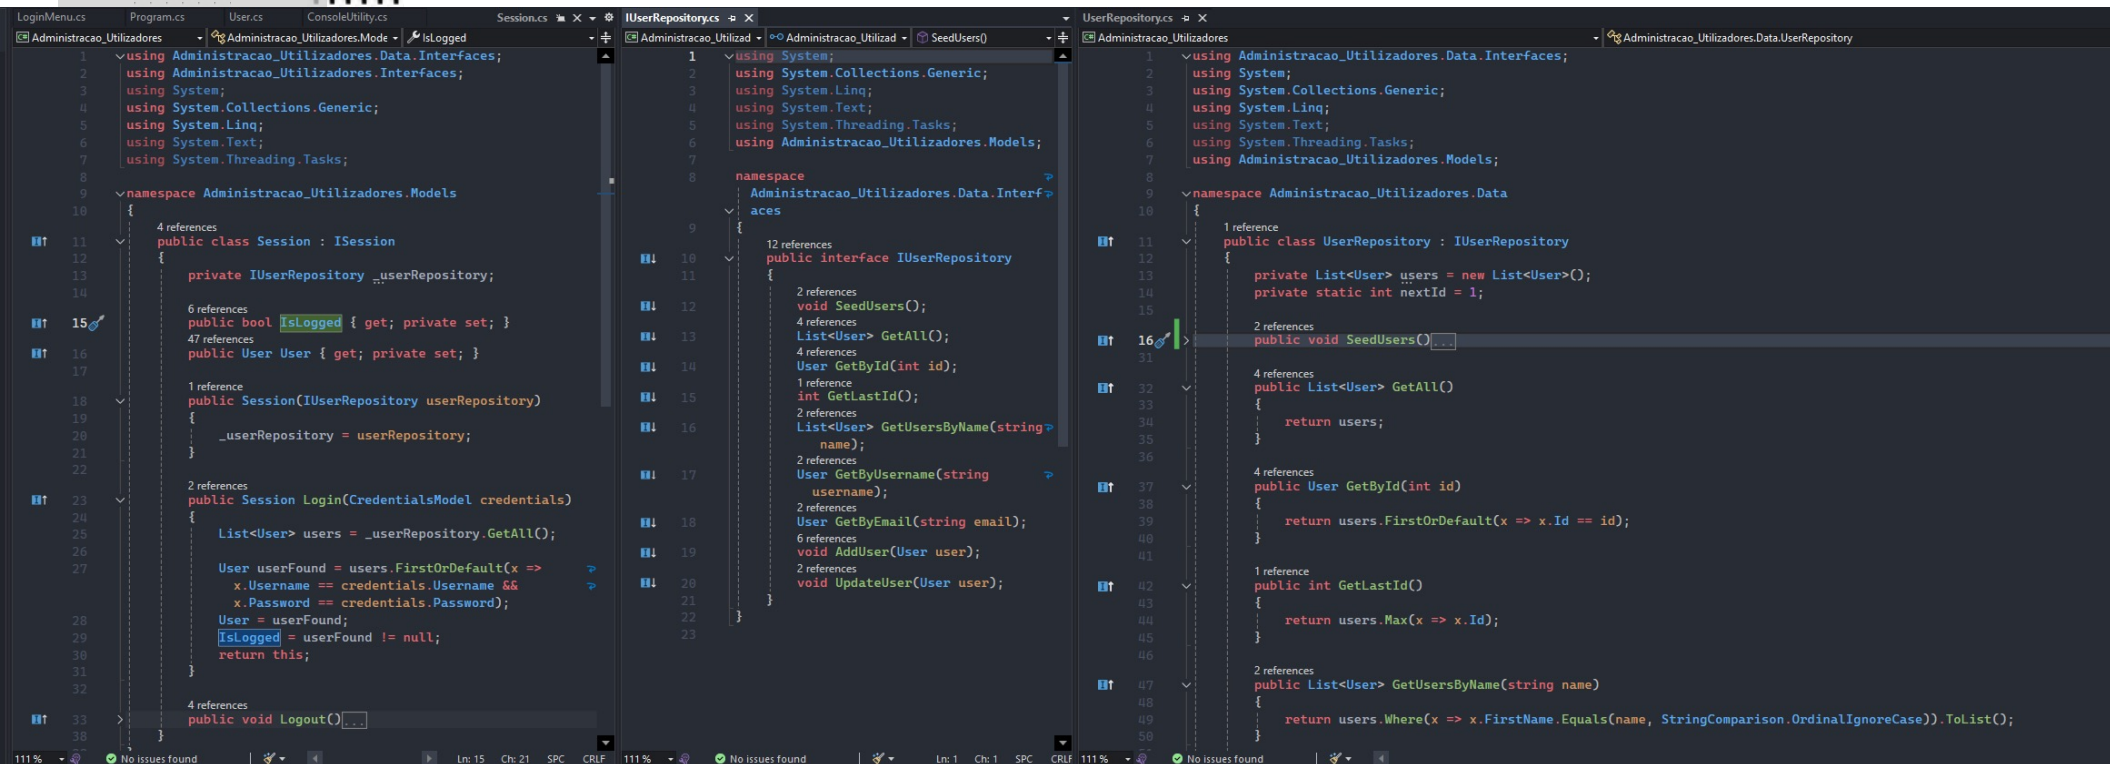 LoginMenu.cs Program.cs User.cs ConsoleUtility.cs Session.cs
Administracao_Utilizadores Administracao_Utilizadores.Mode IsLogged
1 using Administracao_Utilizadores.Data.Interfaces;
2 using Administracao_Utilizadores.Interfaces;
3 using System;
4 using System.Collections.Generic;
5 using System.Linq;
6 using System.Text;
7 using System.Threading.Tasks;
8
9 namespace Administracao_Utilizadores.Models
10 {
4 references
11 public class Session : ISession
12 {
13 private IUserRepository _userRepository;
14
6 references
15 public bool IsLogged { get; private set; }
47 references
16 public User User { get; private set; }
17
1 reference
18 public Session(IUserRepository userRepository)
19 {
20 _userRepository = userRepository;
21 }
22
2 references
23 public Session Login(CredentialsModel credentials)
24 {
25 List<User> users = _userRepository.GetAll();
26
27 User userFound = users.FirstOrDefault(x =>
x.Username == credentials.Username &&
x.Password == credentials.Password);
28 User = userFound;
29 IsLogged = userFound != null;
30 return this;
31 }
32
4 references
33 public void Logout()...
38 }
111 % No issues found Ln: 15 Ch: 21 SPC CRLF
IUserRepository.cs
Administracao_Utilizad Administracao_Utilizad SeedUsers()
1 using System;
2 using System.Collections.Generic;
3 using System.Linq;
4 using System.Text;
5 using System.Threading.Tasks;
6 using Administracao_Utilizadores.Models;
7
8 namespace
Administracao_Utilizadores.Data.Interf
aces
9 {
12 references
10 public interface IUserRepository
11 {
2 references
12 void SeedUsers();
4 references
13 List<User> GetAll();
4 references
14 User GetById(int id);
1 reference
15 int GetLastId();
2 references
16 List<User> GetUsersByName(string
name);
2 references
17 User GetByUsername(string
username);
2 references
18 User GetByEmail(string email);
6 references
19 void AddUser(User user);
2 references
20 void UpdateUser(User user);
21 }
22 }
23
111 % No issues found Ln: 1 Ch: 1 SPC CRLF
UserRepository.cs
Administracao_Utilizadores Administracao_Utilizadores.Data.UserRepository
1 using Administracao_Utilizadores.Data.Interfaces;
2 using System;
3 using System.Collections.Generic;
4 using System.Linq;
5 using System.Text;
6 using System.Threading.Tasks;
7 using Administracao_Utilizadores.Models;
8
9 namespace Administracao_Utilizadores.Data
10 {
1 reference
11 public class UserRepository : IUserRepository
12 {
13 private List<User> users = new List<User>();
14 private static int nextId = 1;
15
2 references
16 public void SeedUsers()...
31
4 references
32 public List<User> GetAll()
33 {
34 return users;
35 }
36
4 references
37 public User GetById(int id)
38 {
39 return users.FirstOrDefault(x => x.Id == id);
40 }
41
1 reference
42 public int GetLastId()
43 {
44 return users.Max(x => x.Id);
45 }
46
2 references
47 public List<User> GetUsersByName(string name)
48 {
49 return users.Where(x => x.FirstName.Equals(name, StringComparison.OrdinalIgnoreCase)).ToList();
50 }
111 % No issues found